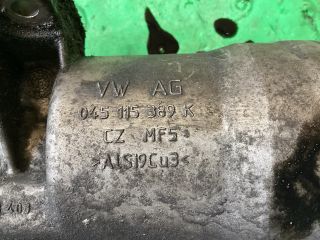 VW AG
045 115 389 K
CZ MF5
>AlSi9Cu3<